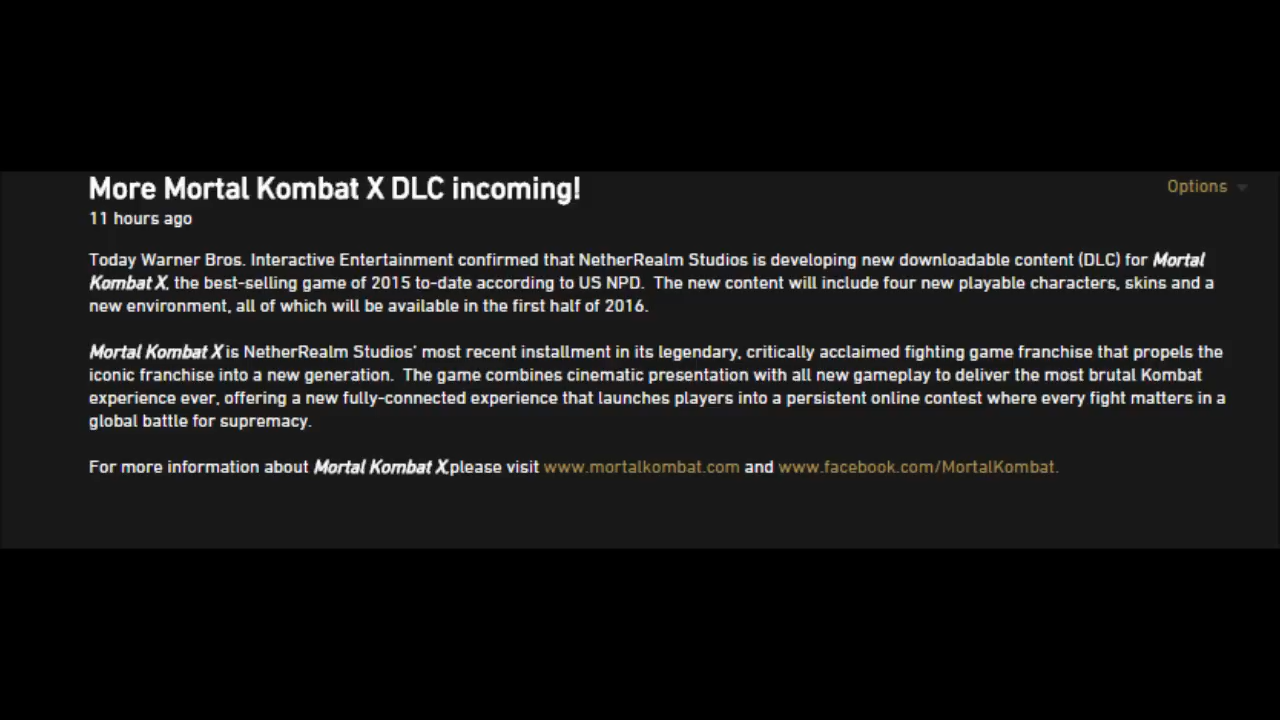 More Mortal Kombat X DLC incoming!
Options
11 hours ago
Today Warner Bros. Interactive Entertainment confirmed that NetherRealm Studios is developing new downloadable content (DLC) for Mortal
Kombat X, the best-selling game of 2015 to-date according to US NPD.  The new content will include four new playable characters, skins and a
new environment, all of which will be available in the first half of 2016.
Mortal Kombat X is NetherRealm Studios' most recent installment in its legendary, critically acclaimed fighting game franchise that propels the
iconic franchise into a new generation.  The game combines cinematic presentation with all new gameplay to deliver the most brutal Kombat
experience ever, offering a new fully-connected experience that launches players into a persistent online contest where every fight matters in a
global battle for supremacy.
For more information about Mortal Kombat X,please visit www.mortalkombat.com and www.facebook.com/MortalKombat.